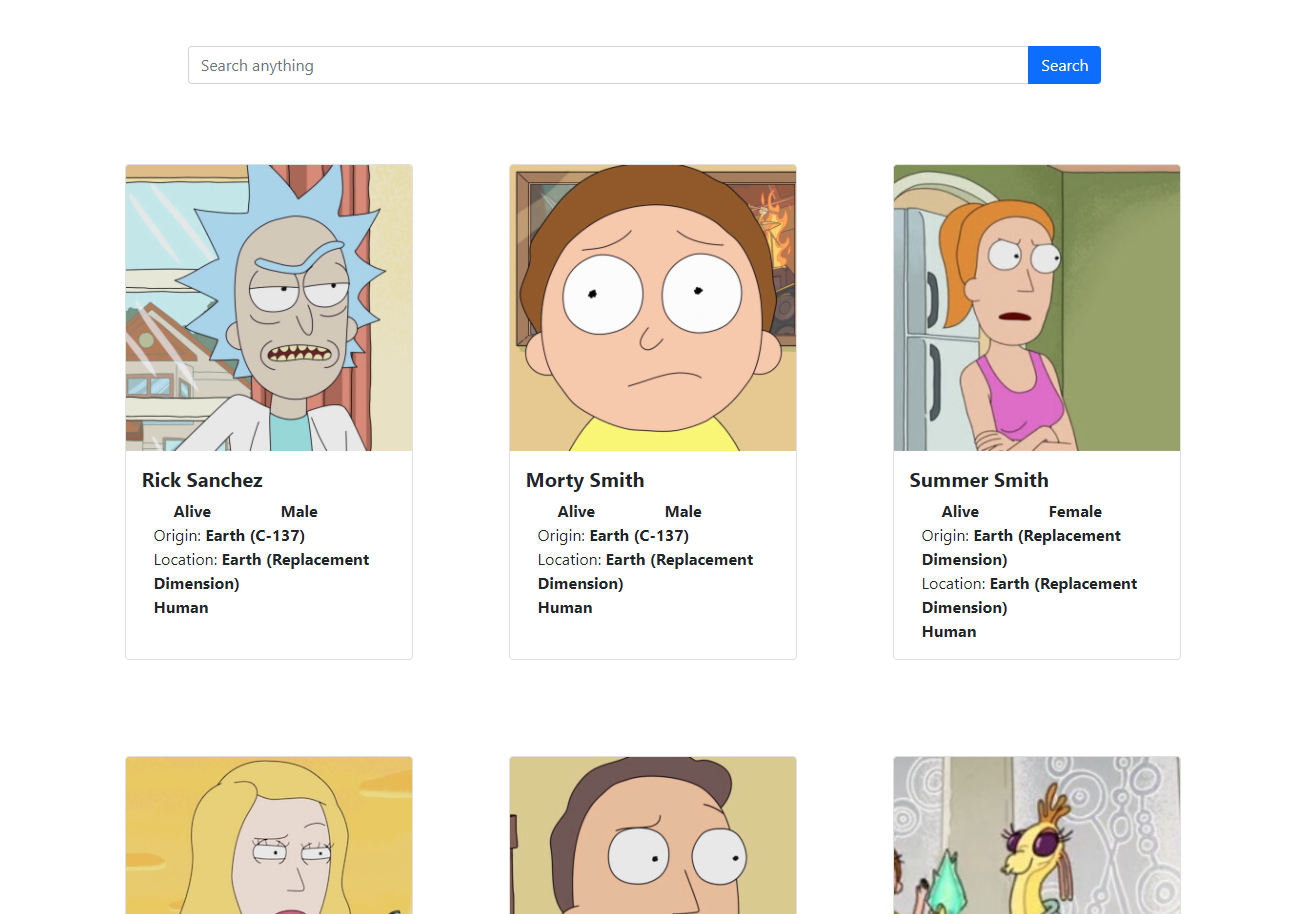 Search anything
Search
Rick Sanchez
Alive Male
Origin: Earth (C-137)
Location: Earth (Replacement
Dimension)
Human
Morty Smith
Alive Male
Origin: Earth (C-137)
Location: Earth (Replacement
Dimension)
Human
Summer Smith
Alive Female
Origin: Earth (Replacement
Dimension)
Location: Earth (Replacement
Dimension)
Human